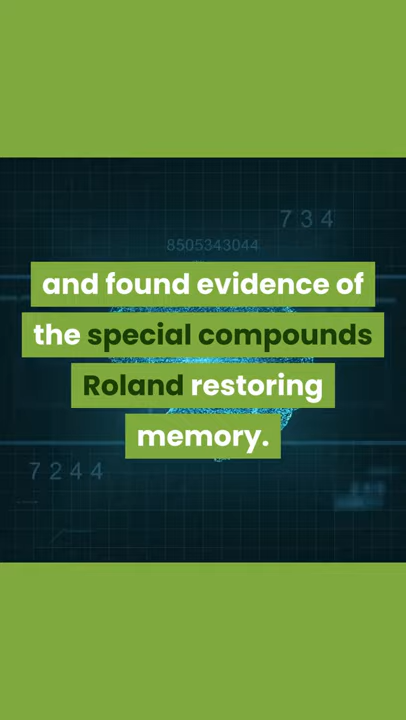 734
8505343044
and found evidence of
the special compounds
Roland restoring
memory.
7244